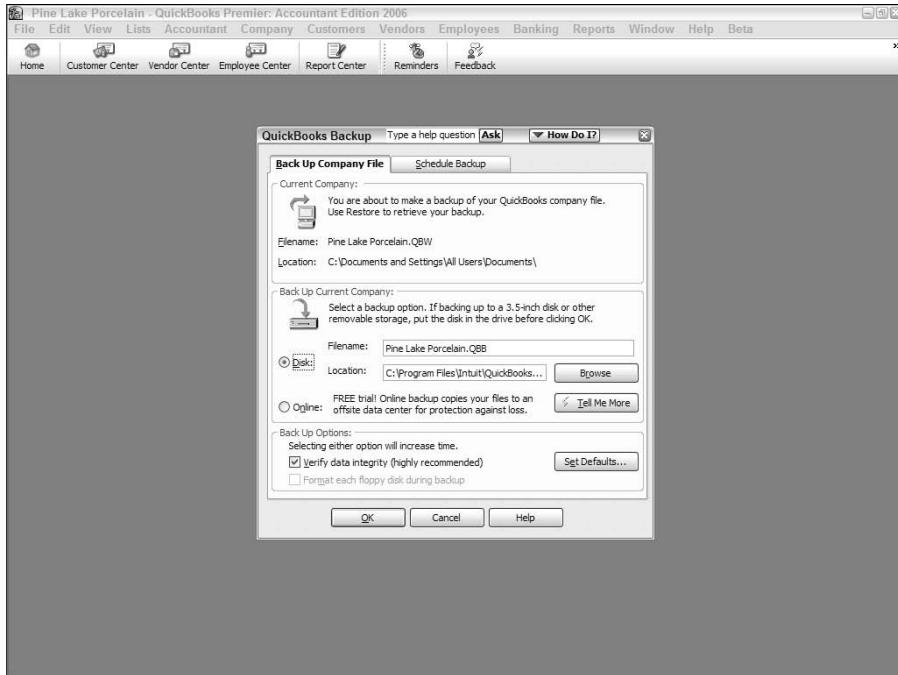 Pine Lake Porcelain - QuickBooks Premier: Accountant Edition 2006
File Edit View Lists Accountant Company Customers Vendors Employees Banking Reports Window Help Beta
Home Customer Center Vendor Center Employee Center Report Center Reminders Feedback
QuickBooks Backup Type a help question Ask How Do I?
Back Up Company File Schedule Backup
Current Company:
You are about to make a backup of your QuickBooks company file.
Use Restore to retrieve your backup.
Filename: Pine Lake Porcelain.QBW
Location: C:\Documents and Settings\All Users\Documents\
Back Up Current Company:
Select a backup option. If backing up to a 3.5-inch disk or other
removable storage, put the disk in the drive before clicking OK.
Filename: Pine Lake Porcelain.QBB
Disk:
Location: C:\Program Files\Intuit\QuickBooks... Browse
Online: FREE trial! Online backup copies your files to an
offsite data center for protection against loss.
Tell Me More
Back Up Options:
Selecting either option will increase time.
Verify data integrity (highly recommended) Set Defaults...
Format each floppy disk during backup
OK Cancel Help